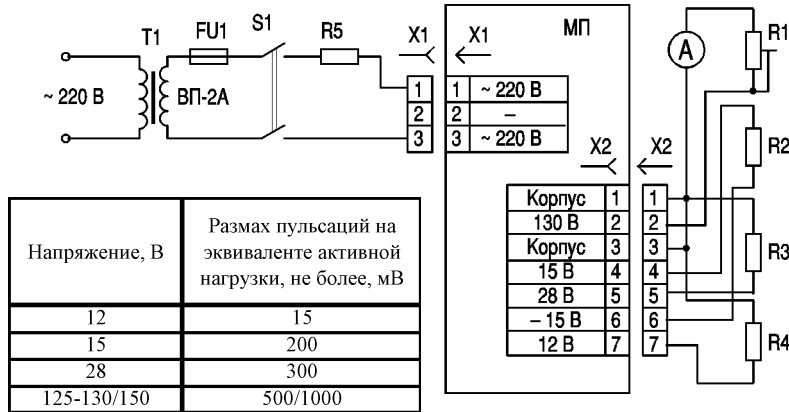 T1
FU1
S1
R5
X1
X1
МП
A
R1
~ 220 В
ВП-2А
1
2
3
1 ~ 220 В
2 –
3 ~ 220 В
R2
X2
X2
Корпус 1 1
130 В 2 2
Корпус 3 3
15 В 4 4
28 В 5 5
– 15 В 6 6
12 В 7 7
R3
R4
Напряжение, В
Размах пульсаций на
эквиваленте активной
нагрузки, не более, мВ
12 15
15 200
28 300
125-130/150 500/1000